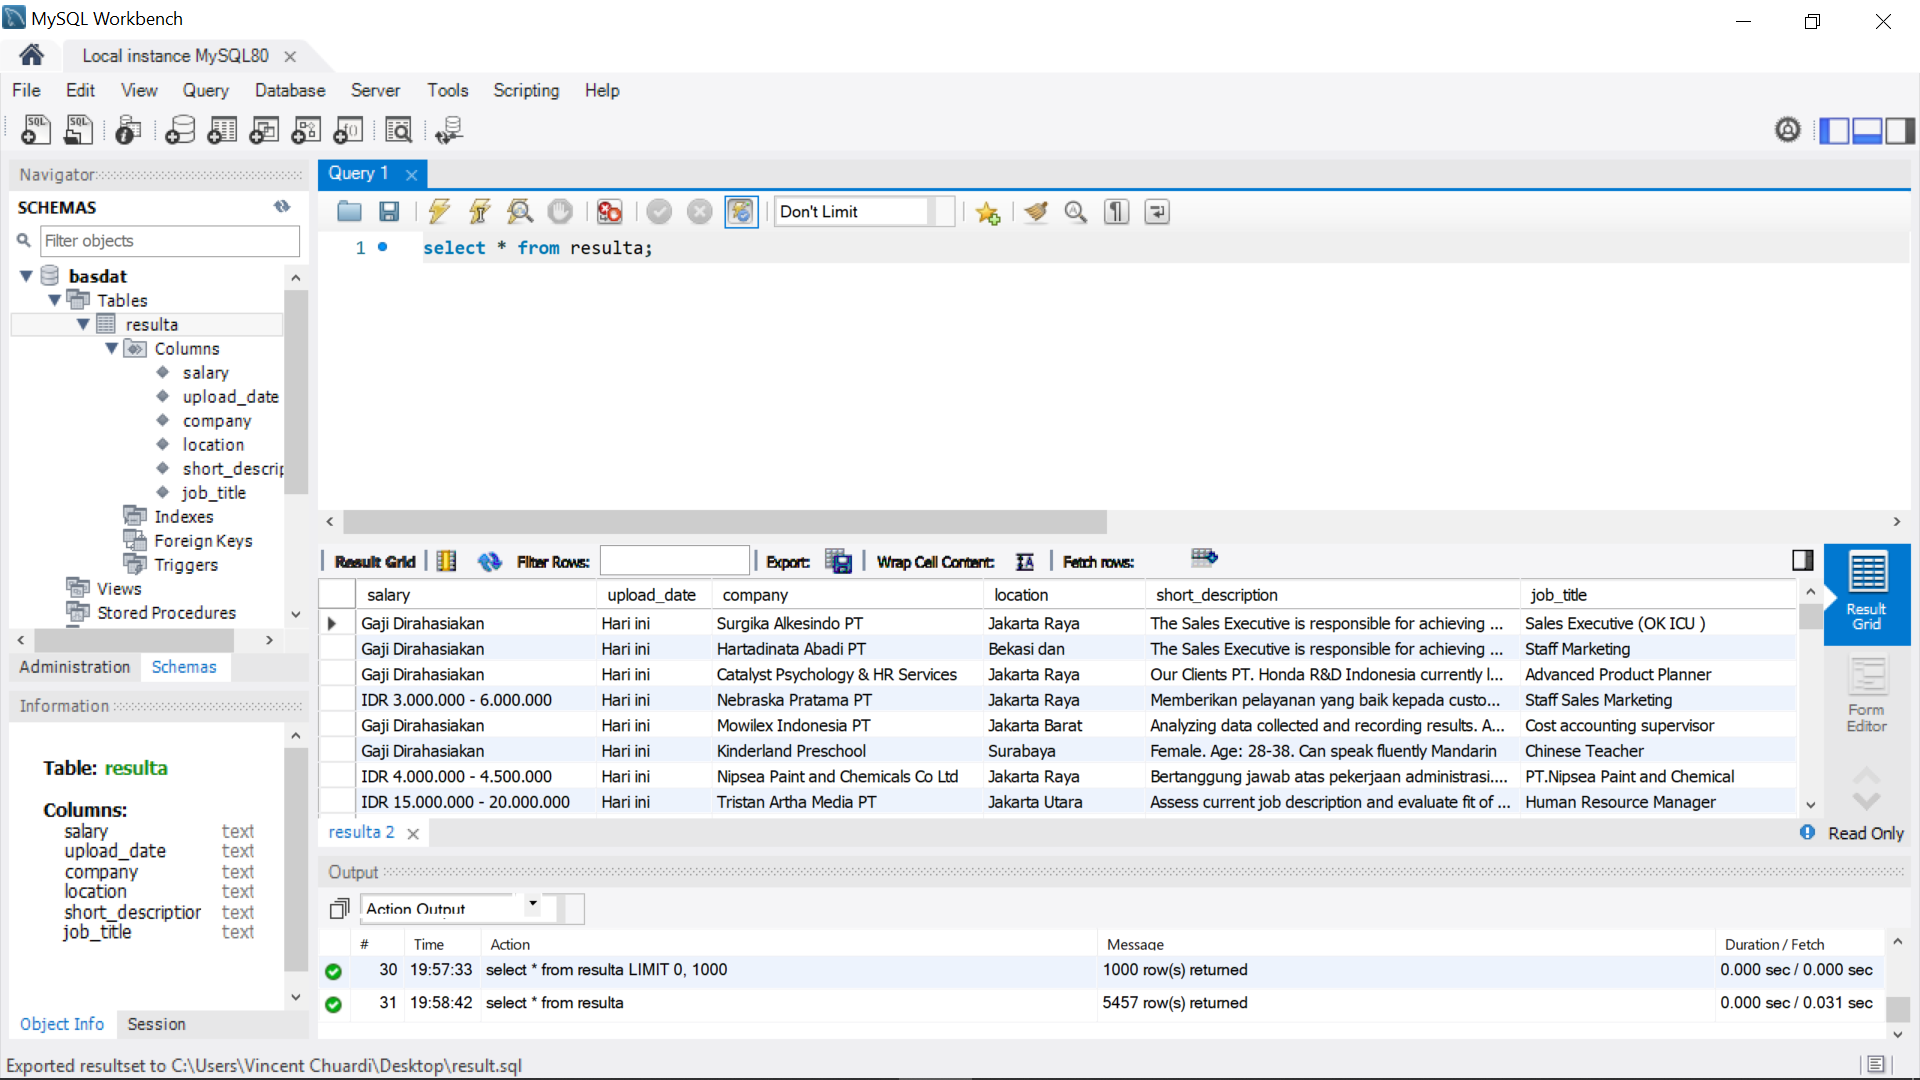 MySQL Workbench
Local instance MySQL80
File Edit View Query Database Server Tools Scripting Help
Navigator
SCHEMAS
Filter objects
basdat
Tables
resulta
Columns
salary
upload_date
company
location
short_descrip
job_title
Indexes
Foreign Keys
Triggers
Views
Stored Procedures
Administration Schemas
Information
Table: resulta
Columns:
salary text
upload_date text
company text
location text
short_description text
job_title text
Object Info Session
Query 1
Don't Limit
1 select * from resulta;
Result Grid Filter Rows: Export: Wrap Cell Content: Fetch rows:
salary upload_date company location short_description job_title
Gaji Dirahasiakan Hari ini Surgika Alkesindo PT Jakarta Raya The Sales Executive is responsible for achieving ... Sales Executive (OK ICU )
Gaji Dirahasiakan Hari ini Hartadinata Abadi PT Bekasi dan The Sales Executive is responsible for achieving ... Staff Marketing
Gaji Dirahasiakan Hari ini Catalyst Psychology & HR Services Jakarta Raya Our Clients PT. Honda R&D Indonesia currently l... Advanced Product Planner
IDR 3.000.000 - 6.000.000 Hari ini Nebraska Pratama PT Jakarta Raya Memberikan pelayanan yang baik kepada custo... Staff Sales Marketing
Gaji Dirahasiakan Hari ini Mowilex Indonesia PT Jakarta Barat Analyzing data collected and recording results. A... Cost accounting supervisor
Gaji Dirahasiakan Hari ini Kinderland Preschool Surabaya Female. Age: 28-38. Can speak fluently Mandarin Chinese Teacher
IDR 4.000.000 - 4.500.000 Hari ini Nipsea Paint and Chemicals Co Ltd Jakarta Raya Bertanggung jawab atas pekerjaan administrasi.... PT.Nipsea Paint and Chemical
IDR 15.000.000 - 20.000.000 Hari ini Tristan Artha Media PT Jakarta Utara Assess current job description and evaluate fit of ... Human Resource Manager
Result
Grid
Form
Editor
resulta 2
Read Only
Output
Action Output
# Time Action Message Duration / Fetch
30 19:57:33 select * from resulta LIMIT 0, 1000 1000 row(s) returned 0.000 sec / 0.000 sec
31 19:58:42 select * from resulta 5457 row(s) returned 0.000 sec / 0.031 sec
Exported resultset to C:\Users\Vincent Chuardi\Desktop\result.sql